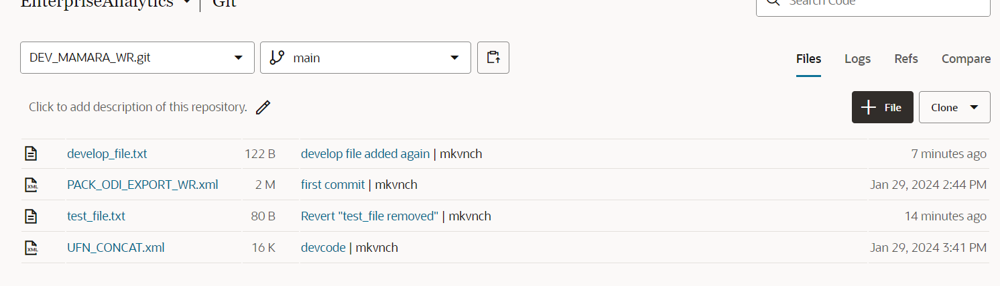 EnterpriseAnalytics Git
Search Code
DEV_MAMARA_WR.git main
Files Logs Refs Compare
Click to add description of this repository.
File Clone
develop_file.txt 122 B develop file added again | mkvnch 7 minutes ago
XML PACK_ODI_EXPORT_WR.xml 2 M first commit | mkvnch Jan 29, 2024 2:44 PM
test_file.txt 80 B Revert "test_file removed" | mkvnch 14 minutes ago
XML UFN_CONCAT.xml 16 K devcode | mkvnch Jan 29, 2024 3:41 PM